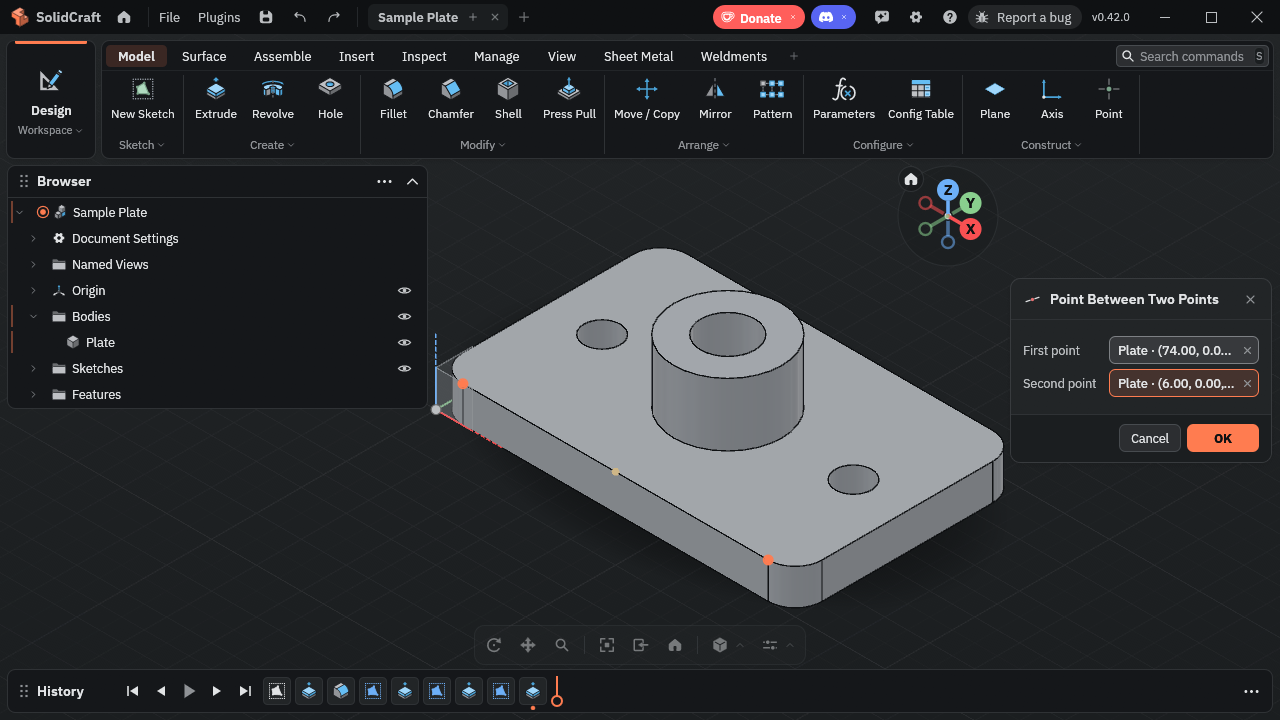 SolidCraft
File
Plugins
Sample Plate
Donate
Report a bug
v0.42.0
Design
Workspace
Model
Surface
Assemble
Insert
Inspect
Manage
View
Sheet Metal
Weldments
Search commands
S
New Sketch
Extrude
Revolve
Hole
Fillet
Chamfer
Shell
Press Pull
Move / Copy
Mirror
Pattern
Parameters
Config Table
Plane
Axis
Point
Sketch
Create
Modify
Arrange
Configure
Construct
Browser
Sample Plate
Document Settings
Named Views
Origin
Bodies
Plate
Sketches
Features
Z
Y
X
Point Between Two Points
First point
Plate · (74.00, 0.0...
Second point
Plate · (6.00, 0.00,...
Cancel
OK
History